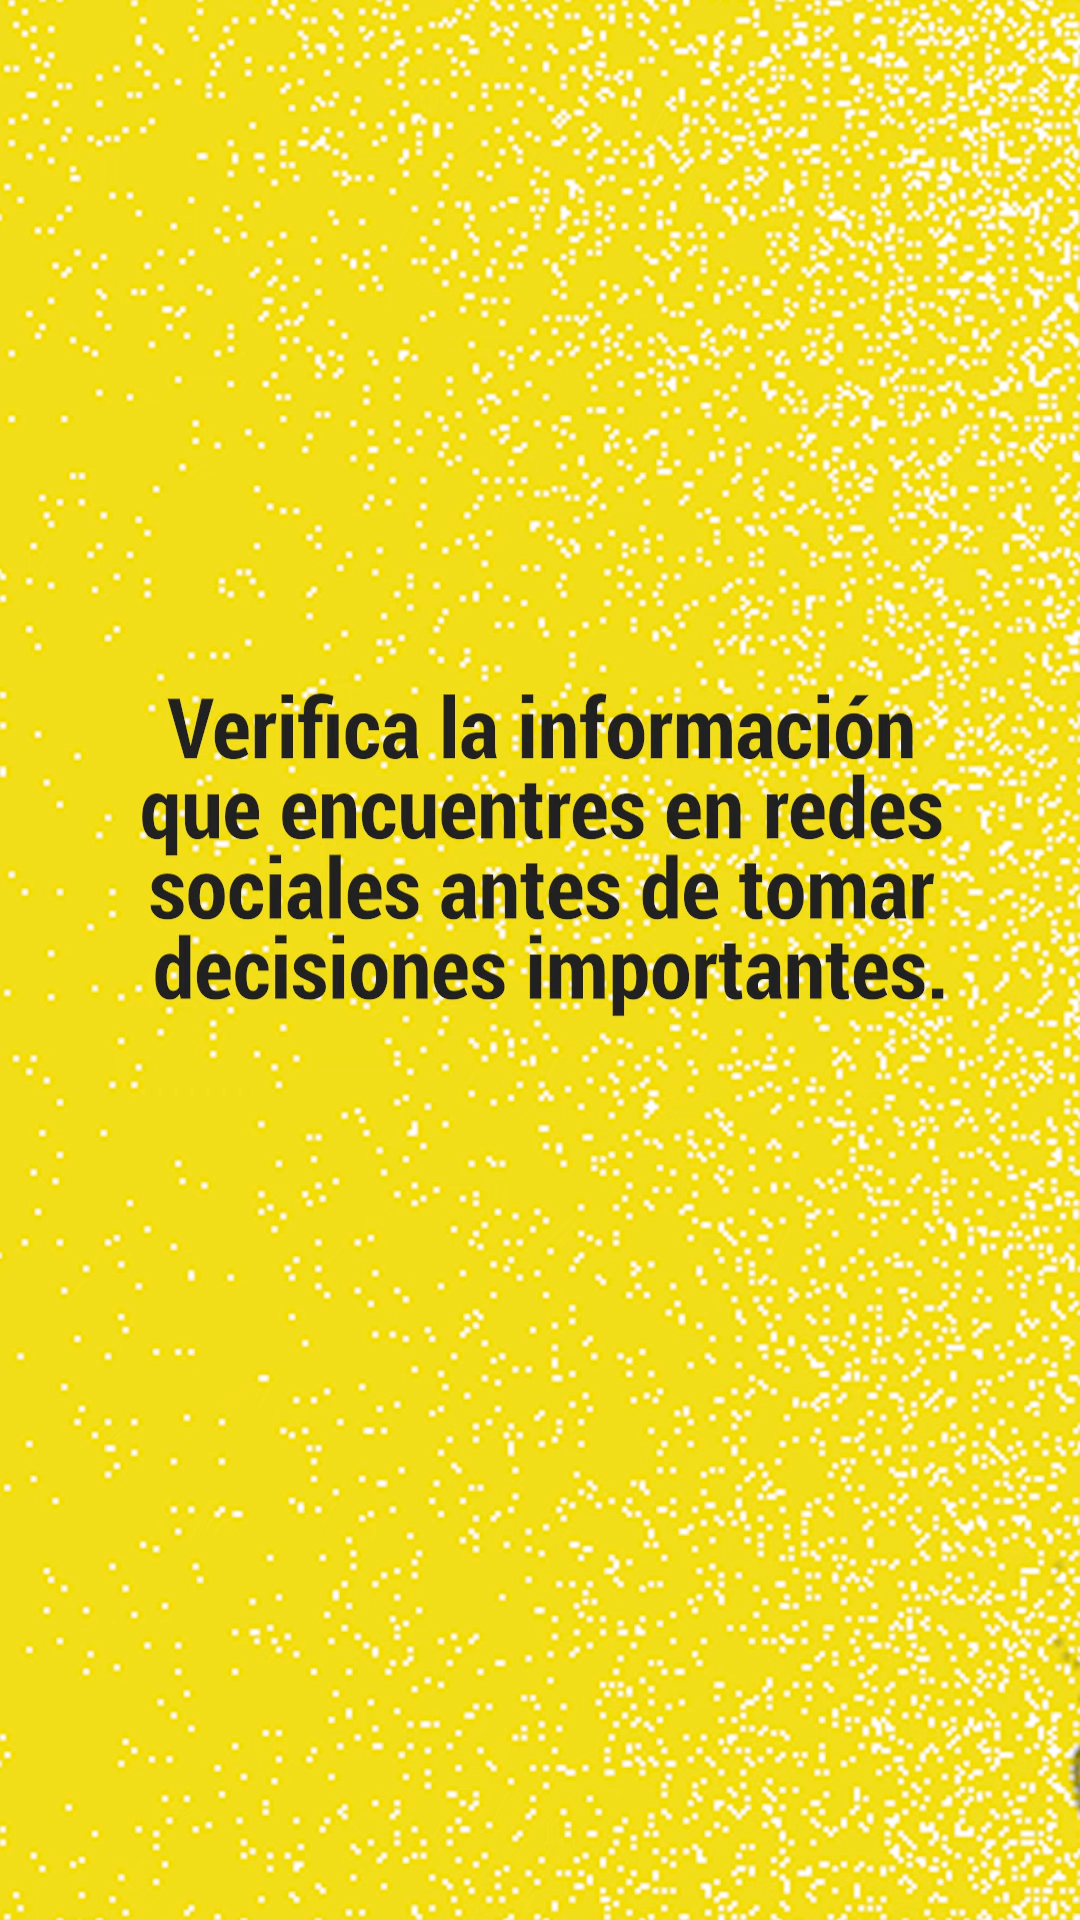 Verifica la información
que encuentres en redes
sociales antes de tomar
decisiones importantes.